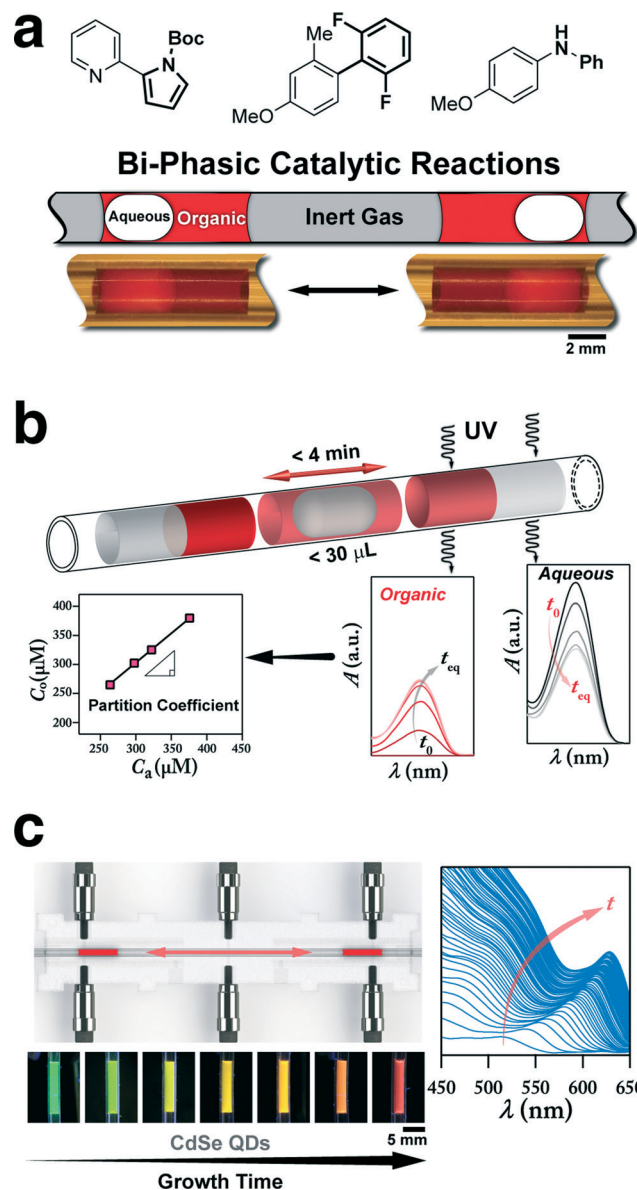 a
Boc
N
N
Me
F
F
MeO
H
N
Ph
MeO
Bi-Phasic Catalytic Reactions
Aqueous
Organic
Inert Gas
2 mm
b
UV
< 4 min
< 30 μL
Organic
A (a.u.)
t₀
t_eq
λ (nm)
Aqueous
A (a.u.)
t₀
t_eq
λ (nm)
400
350
300
250
200
Cₒ(μM)
Partition Coefficient
250 300 350 400 450
Cₐ(μM)
c
t
450 500 550 600 650
λ (nm)
5 mm
CdSe QDs
Growth Time